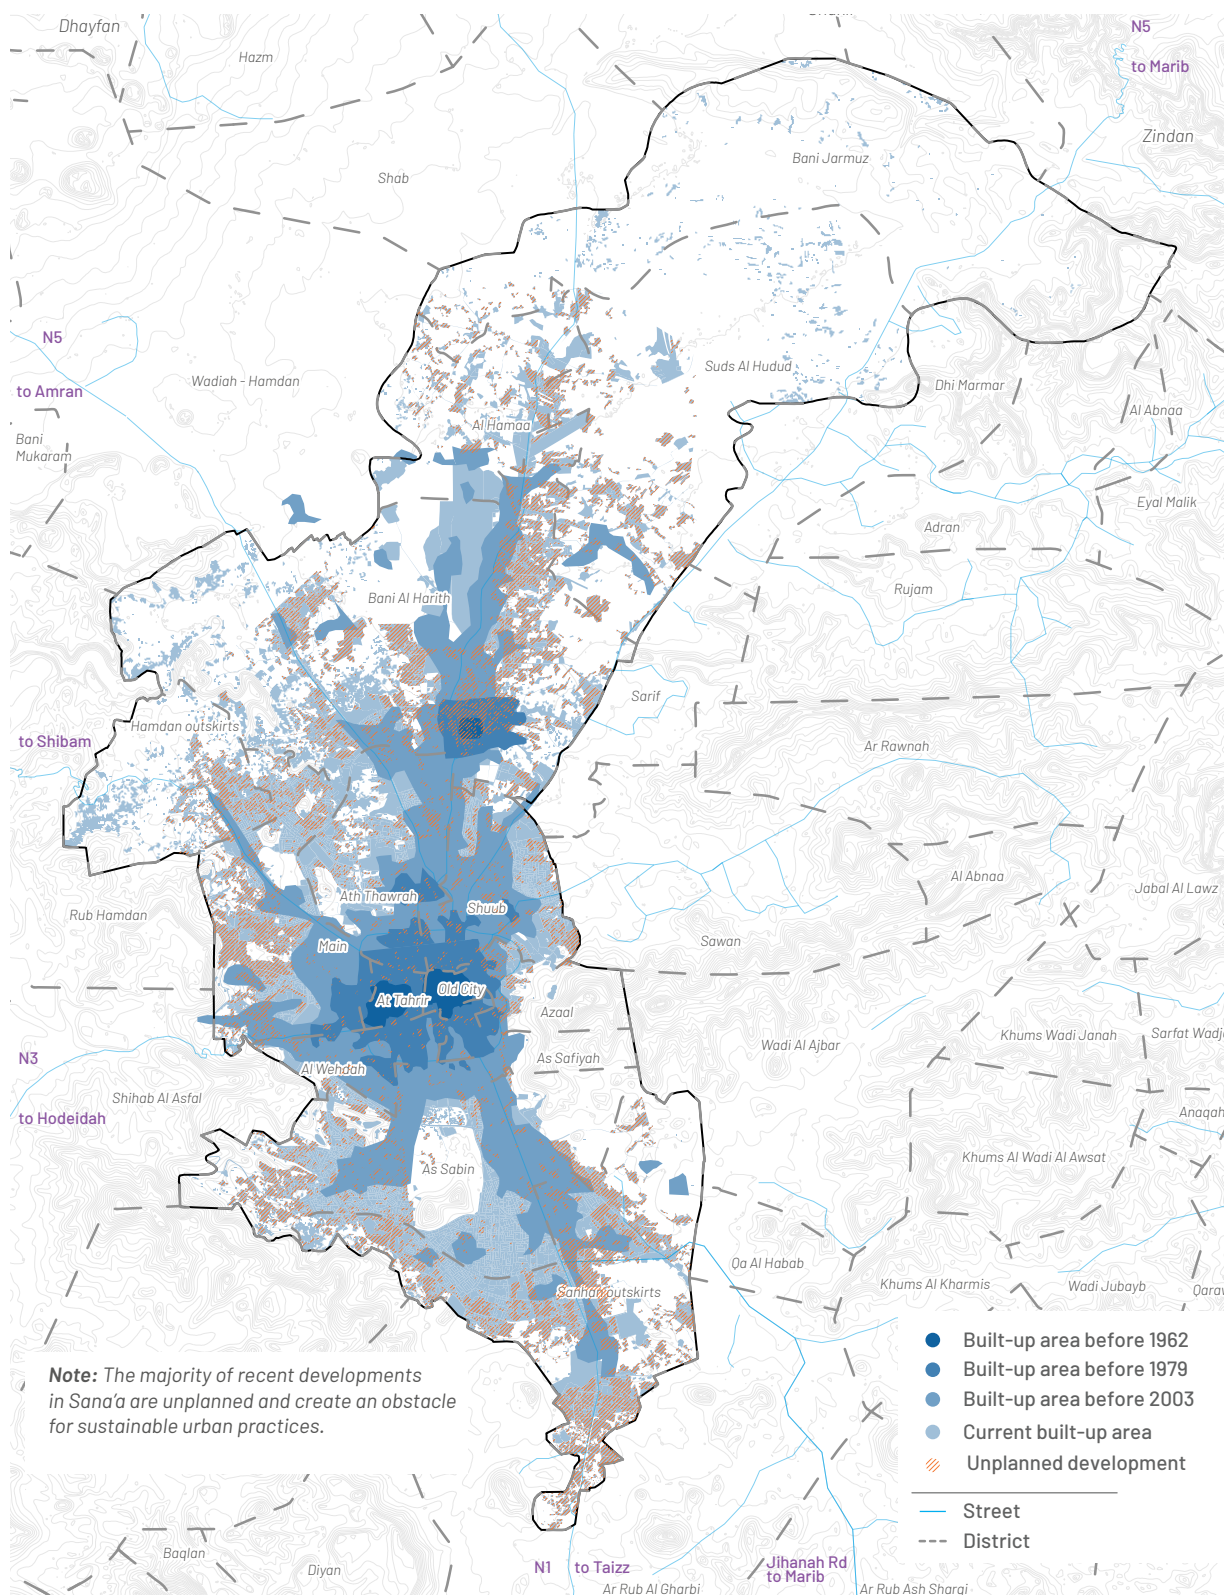 Dhayfan
Hazm
N5
to Marib
Zindan
Bani Jarmuz
Shab
N5
Wadiah - Hamdan
to Amran
Suds Al Hudud
Dhi Marmar
Al Abnaa
Bani
Mukaram
Al Hamaa
Eyal Malik
Adran
Rujam
Bani Al Harith
Sarif
Hamdan outskirts
to Shibam
Ar Rawnah
Al Abnaa
Jabal Al Lawz
Ath Thawrah
Shuub
Rub Hamdan
Main
Sawan
Old City
At Tahrir
Azaal
As Safiyah
Wadi Al Ajbar
Khums Wadi Janah
Sarfat Wadj
N3
Al Wehdah
Shihab Al Asfal
to Hodeidah
Anaqah
Khums Al Wadi Al Awsat
As Sabin
Qa Al Habab
Khums Al Kharmis
Wadi Jubayb
Qarav
Sanhan outskirts
Note: The majority of recent developments
in Sana’a are unplanned and create an obstacle
for sustainable urban practices.
Built-up area before 1962
Built-up area before 1979
Built-up area before 2003
Current built-up area
Unplanned development
Street
District
Baqlan
Diyan
N1 to Taizz
Jihanah Rd
to Marib
Ar Rub Al Gharbi
Ar Rub Ash Sharqi